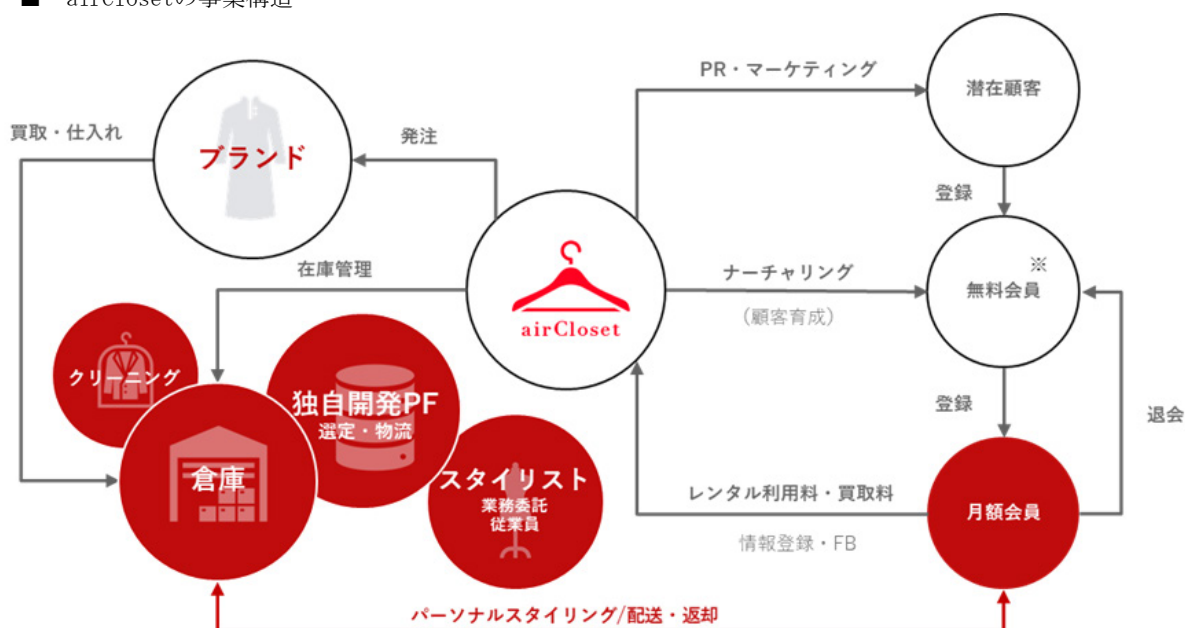 ■ airClosetの事業構造
PR・マーケティング
潜在顧客
買取・仕入れ
ブランド
発注
登録
在庫管理
airCloset
ナーチャリング
(顧客育成)
※
無料会員
クリーニング
独自開発PF
選定・物流
登録
退会
倉庫
スタイリスト
業務委託
従業員
レンタル利用料・買取料
情報登録・FB
月額会員
パーソナルスタイリング/配送・返却